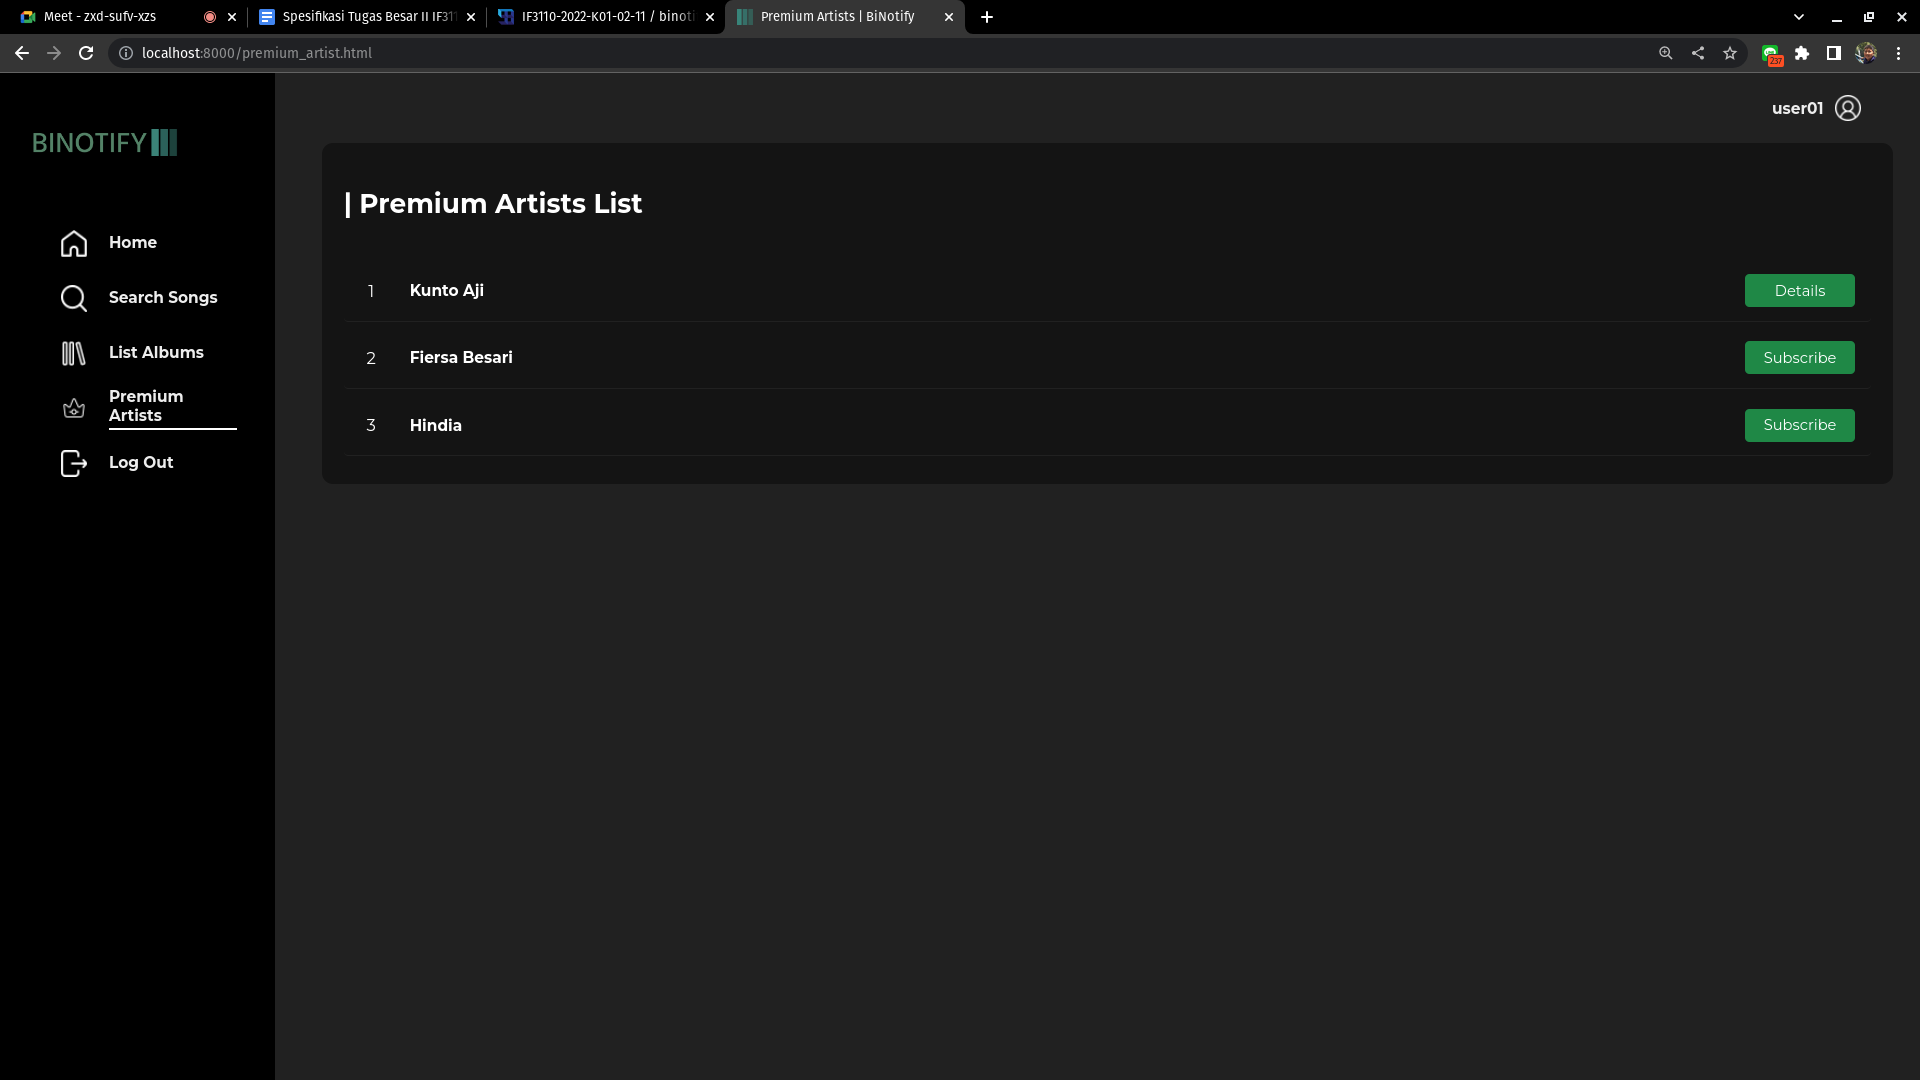 Meet - zxd-sufv-xzs
Spesifikasi Tugas Besar II IF311
IF3110-2022-K01-02-11 / binoti
Premium Artists | BiNotify
localhost:8000/premium_artist.html
237
BINOTIFY
user01
Home
Search Songs
List Albums
Premium
Artists
Log Out
| Premium Artists List
1 Kunto Aji Details
2 Fiersa Besari Subscribe
3 Hindia Subscribe